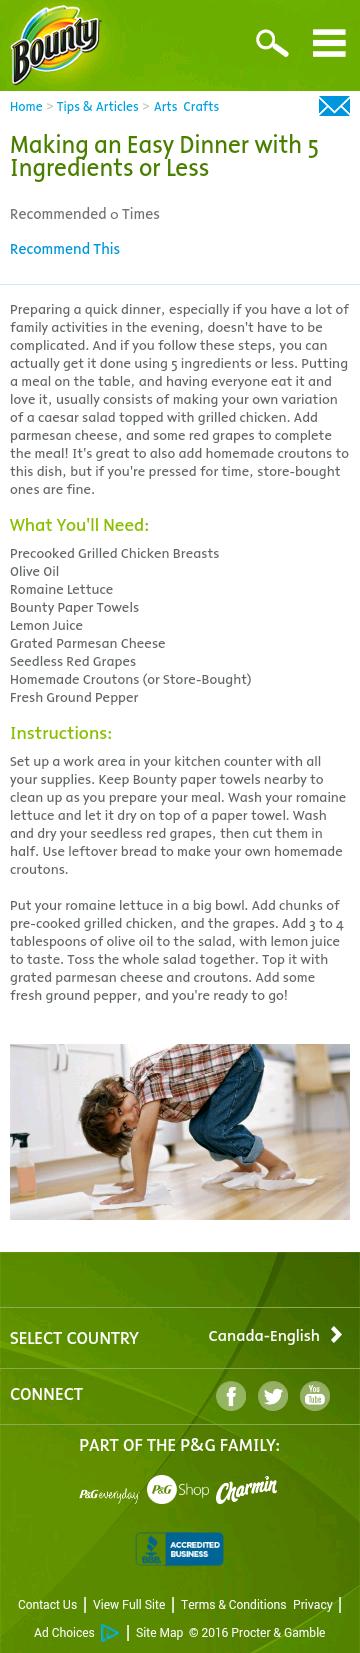 Bounty
Home > Tips & Articles > Arts Crafts
Making an Easy Dinner with 5
Ingredients or Less
Recommended 0 Times
Recommend This
Preparing a quick dinner, especially if you have a lot of
family activities in the evening, doesn't have to be
complicated. And if you follow these steps, you can
actually get it done using 5 ingredients or less. Putting
a meal on the table, and having everyone eat it and
love it, usually consists of making your own variation
of a caesar salad topped with grilled chicken. Add
parmesan cheese, and some red grapes to complete
the meal! It's great to also add homemade croutons to
this dish, but if you're pressed for time, store-bought
ones are fine.
What You'll Need:
Precooked Grilled Chicken Breasts
Olive Oil
Romaine Lettuce
Bounty Paper Towels
Lemon Juice
Grated Parmesan Cheese
Seedless Red Grapes
Homemade Croutons (or Store-Bought)
Fresh Ground Pepper
Instructions:
Set up a work area in your kitchen counter with all
your supplies. Keep Bounty paper towels nearby to
clean up as you prepare your meal. Wash your romaine
lettuce and let it dry on top of a paper towel. Wash
and dry your seedless red grapes, then cut them in
half. Use leftover bread to make your own homemade
croutons.
Put your romaine lettuce in a big bowl. Add chunks of
pre-cooked grilled chicken, and the grapes. Add 3 to 4
tablespoons of olive oil to the salad, with lemon juice
to taste. Toss the whole salad together. Top it with
grated parmesan cheese and croutons. Add some
fresh ground pepper, and you're ready to go!
SELECT COUNTRY Canada-English
CONNECT f You Tube
PART OF THE P&G FAMILY:
P&G everyday P&G Shop Charmin
BBB ACCREDITED BUSINESS
Contact Us | View Full Site | Terms & Conditions Privacy |
Ad Choices | Site Map © 2016 Procter & Gamble